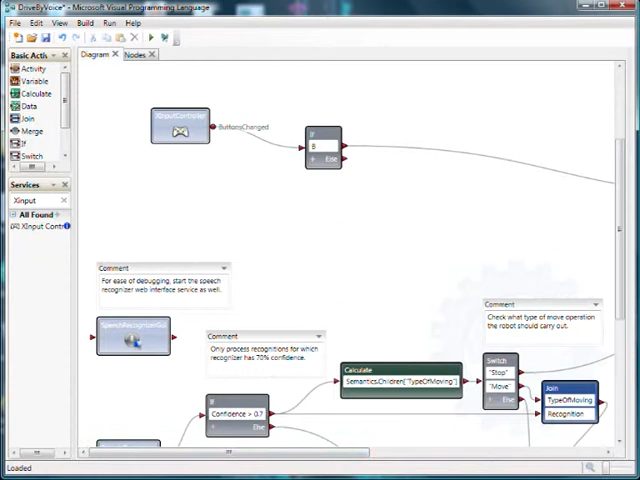 DriveByVoice* - Microsoft Visual Programming Language
File Edit View Build Run Help
Basic Acti
Diagram
Nodes
Activity
Variable
Calculate
Data
Join
Merge
If
Switch
Services
Xinput
All Found
XInput Contr
XInputController
ButtonsChanged
If
B
Else
Comment
For ease of debugging, start the speech
recognizer web interface service as well.
SpeechRecognizerGui
Comment
Only process recognitions for which
recognizer has 70% confidence.
If
Confidence > 0.7
Else
Calculate
Semantics.Children["TypeOfMoving"]
Comment
Check what type of move operation
the robot should carry out.
Switch
"Stop"
"Move"
Else
Join
TypeOfMoving
Recognition
Loaded